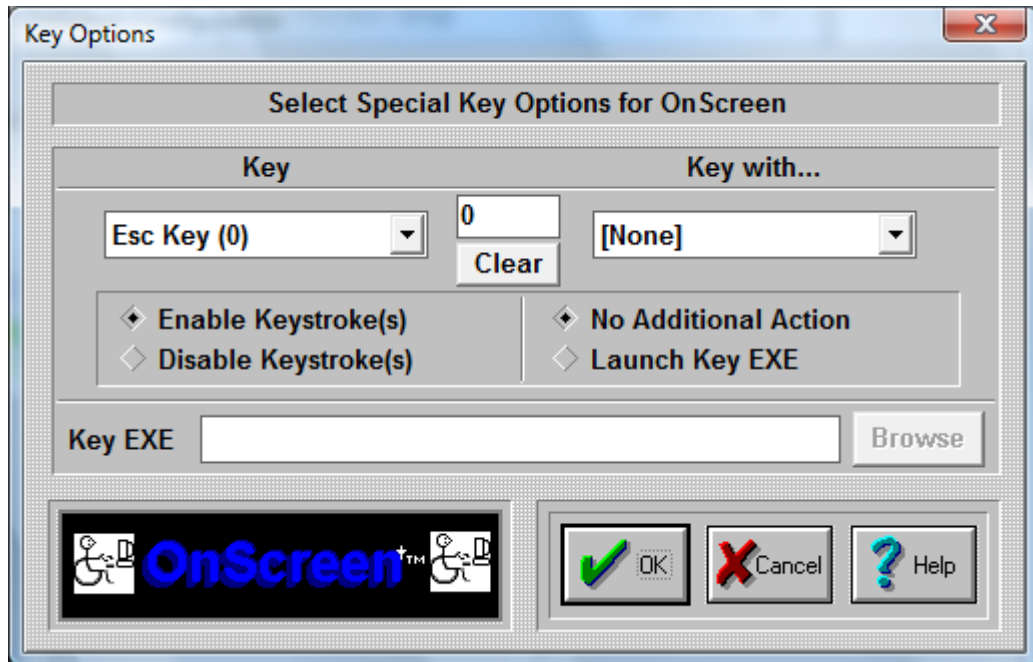 Key Options
Select Special Key Options for OnScreen
Key Key with...
Esc Key (0) 0 [None]
Clear
Enable Keystroke(s) No Additional Action
Disable Keystroke(s) Launch Key EXE
Key EXE Browse
OnScreen+™ OK Cancel Help